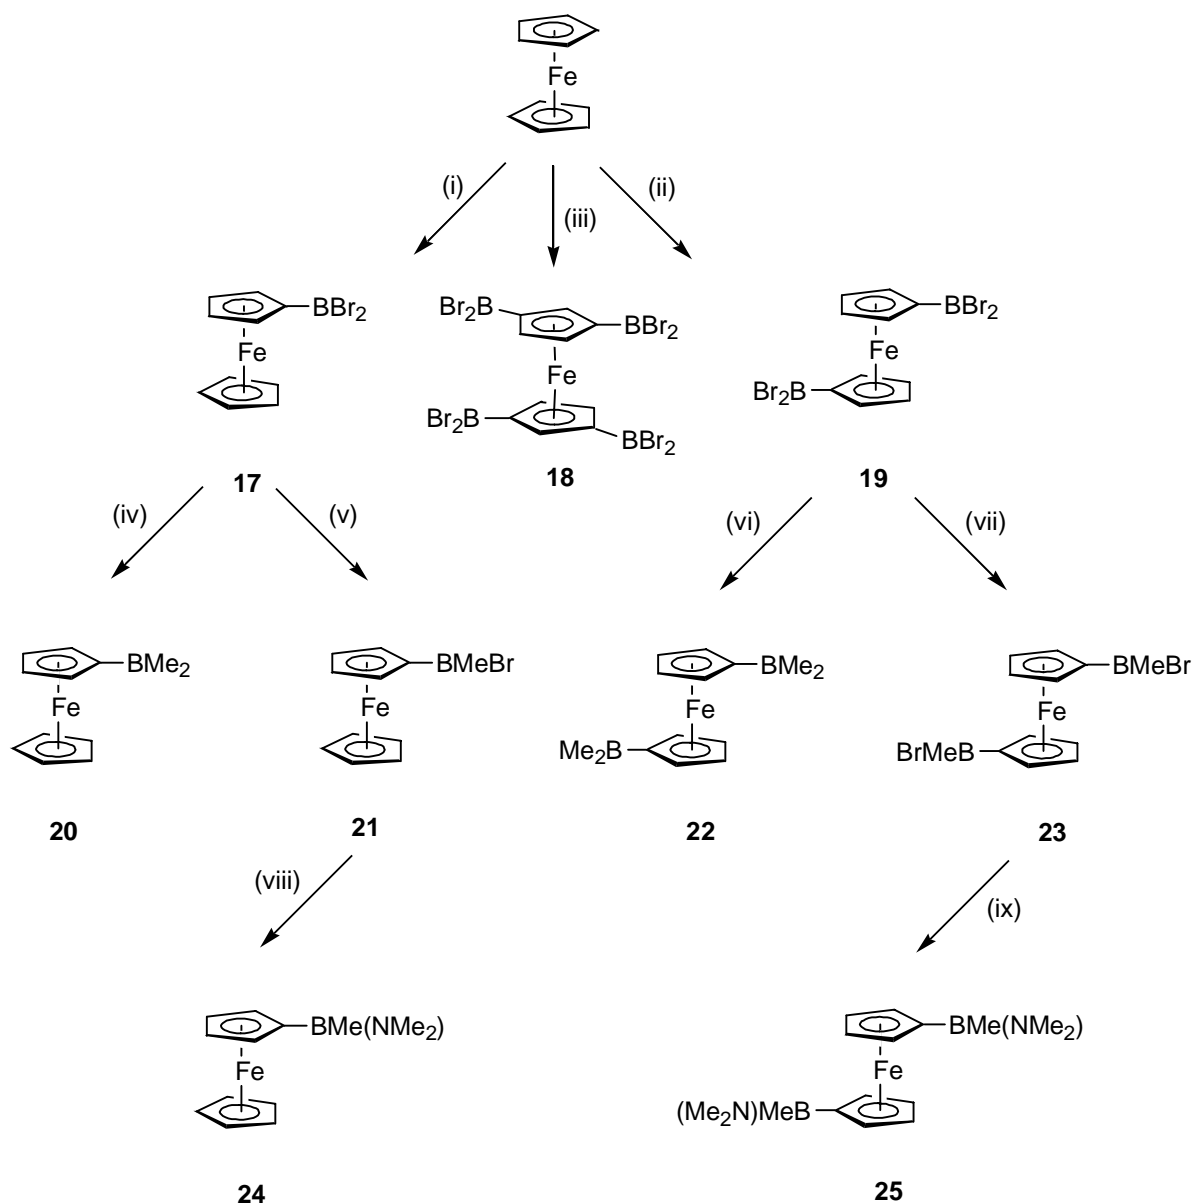 Fe
(i)
(iii)
(ii)
BBr2
Fe
17
Br2B
BBr2
Fe
Br2B
BBr2
18
BBr2
Fe
Br2B
19
(iv)
(v)
(vi)
(vii)
BMe2
Fe
20
BMeBr
Fe
21
BMe2
Fe
Me2B
22
BMeBr
Fe
BrMeB
23
(viii)
(ix)
BMe(NMe2)
Fe
24
BMe(NMe2)
Fe
(Me2N)MeB
25